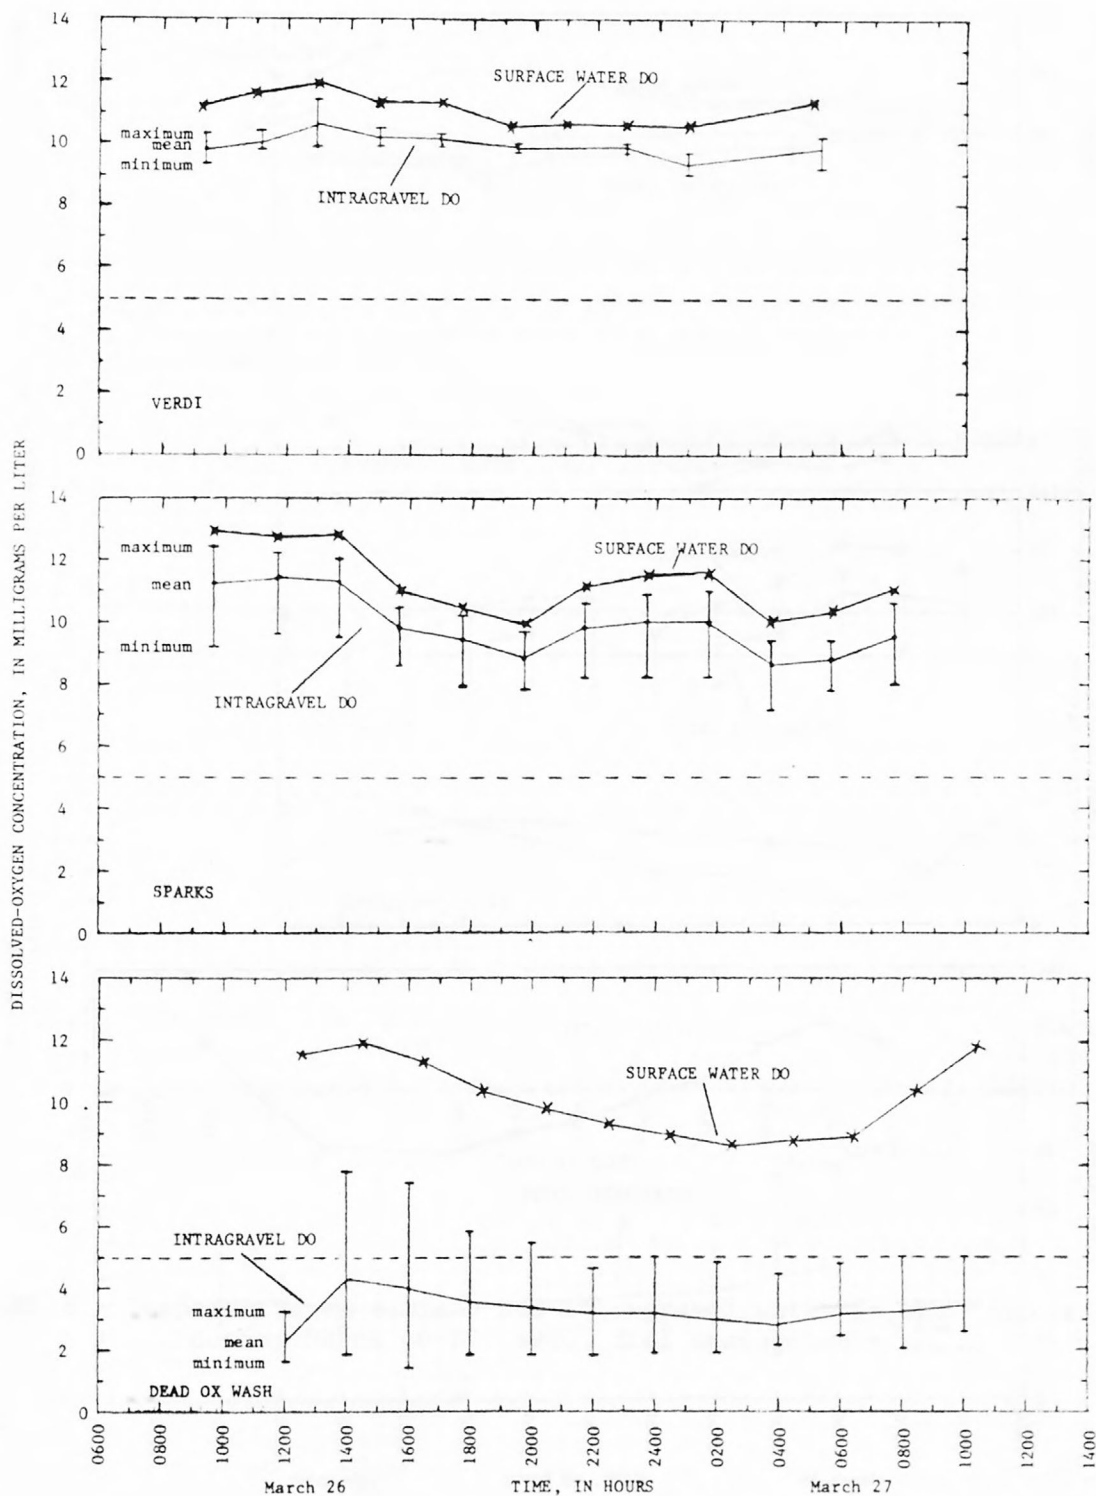 DISSOLVED-OXYGEN CONCENTRATION, IN MILLIGRAMS PER LITER
14
12
10
8
6
4
2
0
SURFACE WATER DO
maximum
mean
minimum
INTRAGRAVEL DO
VERDI
14
12
10
8
6
4
2
0
maximum
mean
minimum
SURFACE WATER DO
INTRAGRAVEL DO
SPARKS
14
12
10
8
6
4
2
0
SURFACE WATER DO
INTRAGRAVEL DO
maximum
mean
minimum
DEAD OX WASH
0600 0800 1000 1200 1400 1600 1800 2000 2200 2400 0200 0400 0600 0800 1000 1200 1400
March 26 TIME, IN HOURS March 27